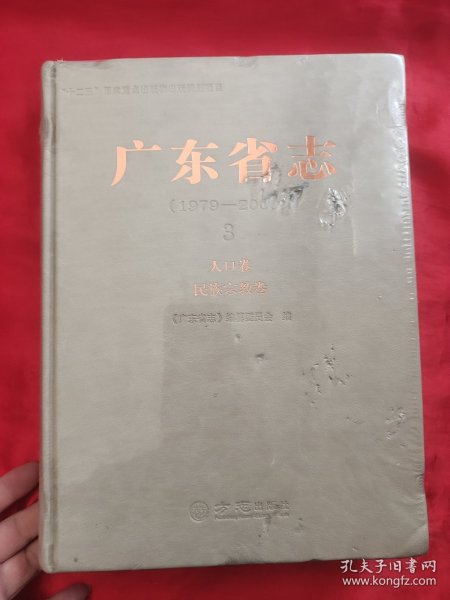 "十二五"国家重点图书出版规划项目
广东省志
(1979—2000)
3
人口卷
民族宗教卷
《广东省志》编纂委员会 编
方志出版社
孔夫子旧书网
www.kongfz.com